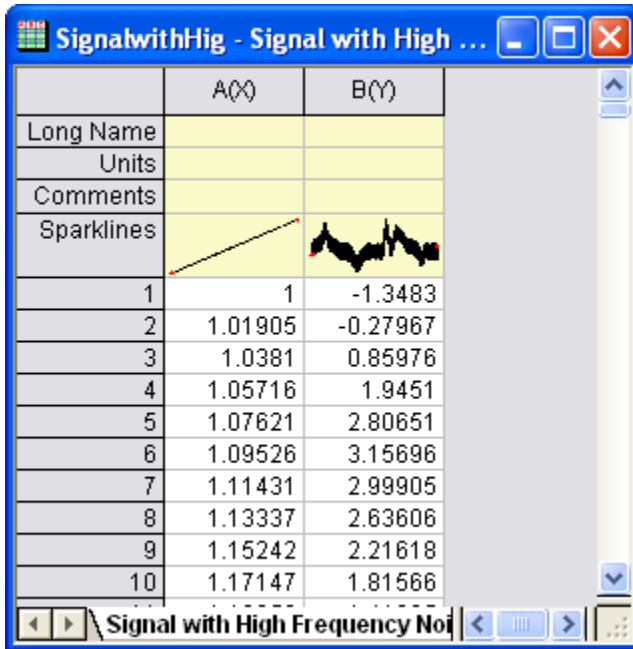 SignalwithHig - Signal with High ...
A(X) B(Y)
Long Name
Units
Comments
Sparklines
1 1 -1.3483
2 1.01905 -0.27967
3 1.0381 0.85976
4 1.05716 1.9451
5 1.07621 2.80651
6 1.09526 3.15696
7 1.11431 2.99905
8 1.13337 2.63606
9 1.15242 2.21618
10 1.17147 1.81566
Signal with High Frequency Noi